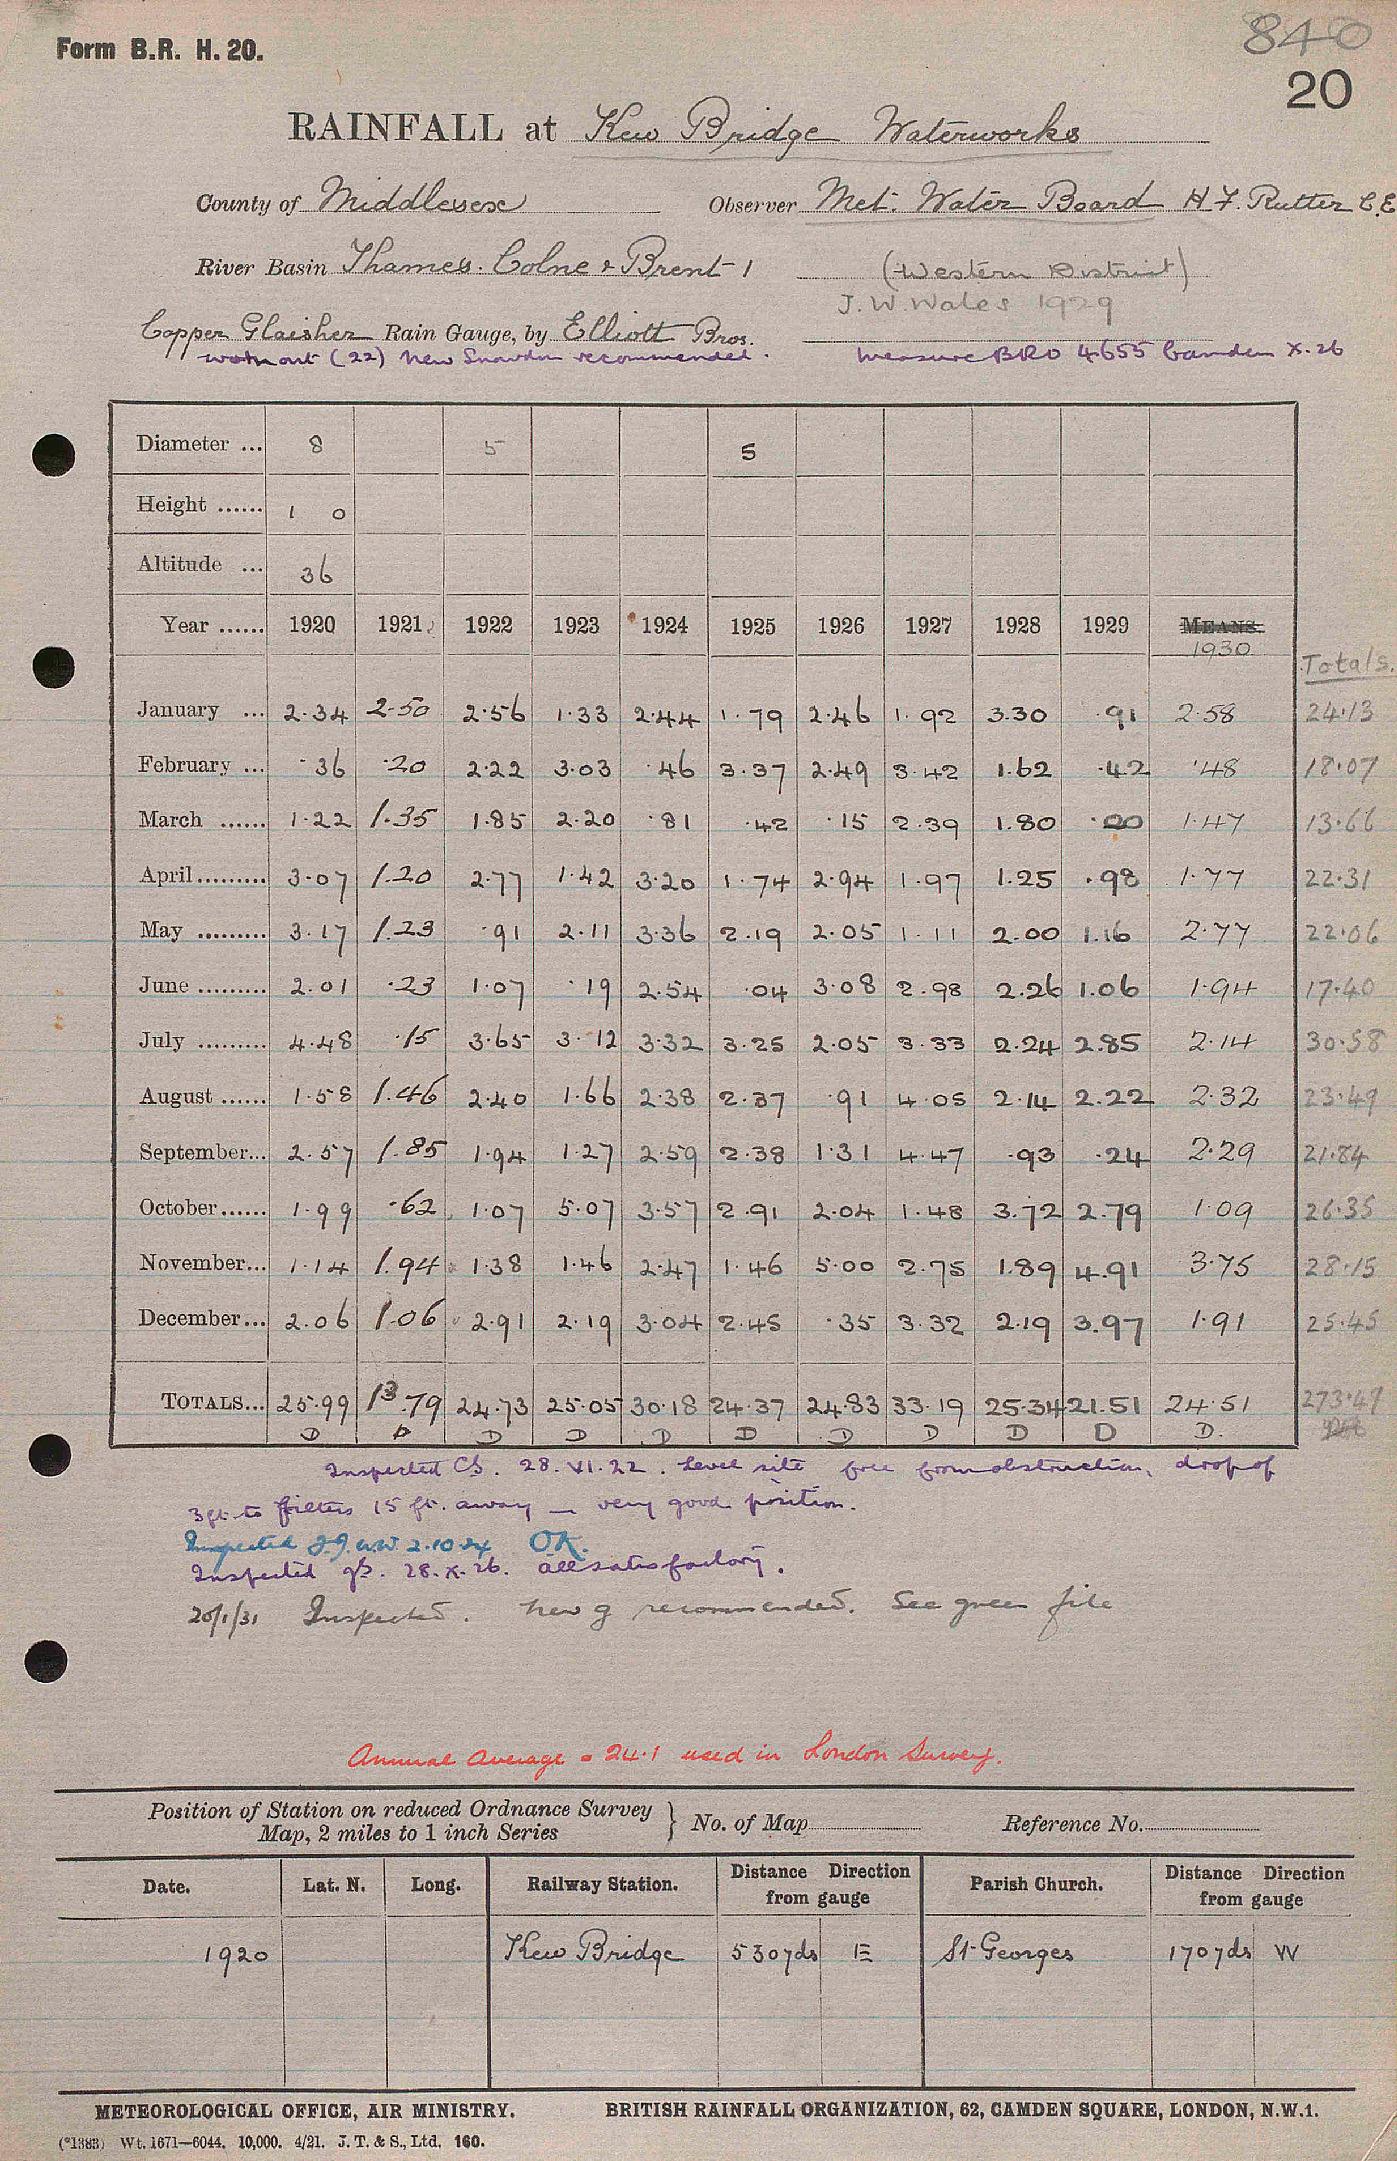 Form B.R. H. 20.
840
20
RAINFALL at Kew Bridge Waterworks
County of Middlesex Observer Met. Water Board H F. Rutter C.E
River Basin Thames. Colne & Brent 1 (Western District)
J. W. Wales 1929
Copper Glaisher Rain Gauge, by Elliott Bros.
worn out (22) New Snowdon recommended. Measure BRO 4655 Camden X.26
Diameter ... 8 5 5
Height ...... 1 0
Altitude ... 36
Year ...... 1920 1921 1922 1923 1924 1925 1926 1927 1928 1929 MEANS.
1930
Totals.
January ... 2.34 2.50 2.56 1.33 2.44 1.79 2.46 1.92 3.30 .91 2.58 24.13
February ... .36 .20 2.22 3.03 .46 3.37 2.49 3.42 1.62 .42 .48 18.07
March ...... 1.22 1.35 1.85 2.20 .81 .42 .15 2.39 1.80 .00 1.47 13.66
April......... 3.07 1.20 2.77 1.42 3.20 1.74 2.94 1.97 1.25 .98 1.77 22.31
May ......... 3.17 1.23 .91 2.11 3.36 2.19 2.05 1.11 2.00 1.16 2.77 22.06
June ......... 2.01 .23 1.07 .19 2.54 .04 3.08 2.98 2.26 1.06 1.94 17.40
July ......... 4.48 .15 3.65 3.12 3.32 3.25 2.05 3.33 2.24 2.85 2.14 30.58
August ...... 1.58 1.46 2.40 1.66 2.38 2.37 .91 4.05 2.14 2.22 2.32 23.49
September... 2.57 1.85 1.94 1.27 2.59 2.38 1.31 4.47 .93 .24 2.29 21.84
October...... 1.99 .62 1.07 5.07 3.57 2.91 2.04 1.48 3.72 2.79 1.09 26.35
November... 1.14 1.94 1.38 1.46 2.47 1.46 5.00 2.75 1.89 4.91 3.75 28.15
December... 2.06 1.06 2.91 2.19 3.04 2.45 .35 3.32 2.19 3.97 1.91 25.45
TOTALS... 25.99 13.79 24.73 25.05 30.18 24.37 24.83 33.19 25.34 21.51 24.51 273.49
D D D D D D D D D D D.
Inspected CS. 28. VI. 22. Level site free from obstruction, drop of
3 ft to filters 15 ft. away — very good position.
Inspected 2.10.24 OK.
Inspected 28. X. 26. all satisfactory.
20/1/31 Inspected. New g recommended. See green file
Annual average = 24.1 used in London Survey.
Position of Station on reduced Ordnance Survey Map, 2 miles to 1 inch Series } No. of Map Reference No.
Date. Lat. N. Long. Railway Station. Distance Direction from gauge Parish Church. Distance Direction from gauge
1920 Kew Bridge 530yds E St Georges 170yds W
METEOROLOGICAL OFFICE, AIR MINISTRY. BRITISH RAINFALL ORGANIZATION, 62, CAMDEN SQUARE, LONDON, N.W.1.
(*1383) Wt. 1671—6044. 10,000. 4/21. J. T. & S., Ltd. 160.